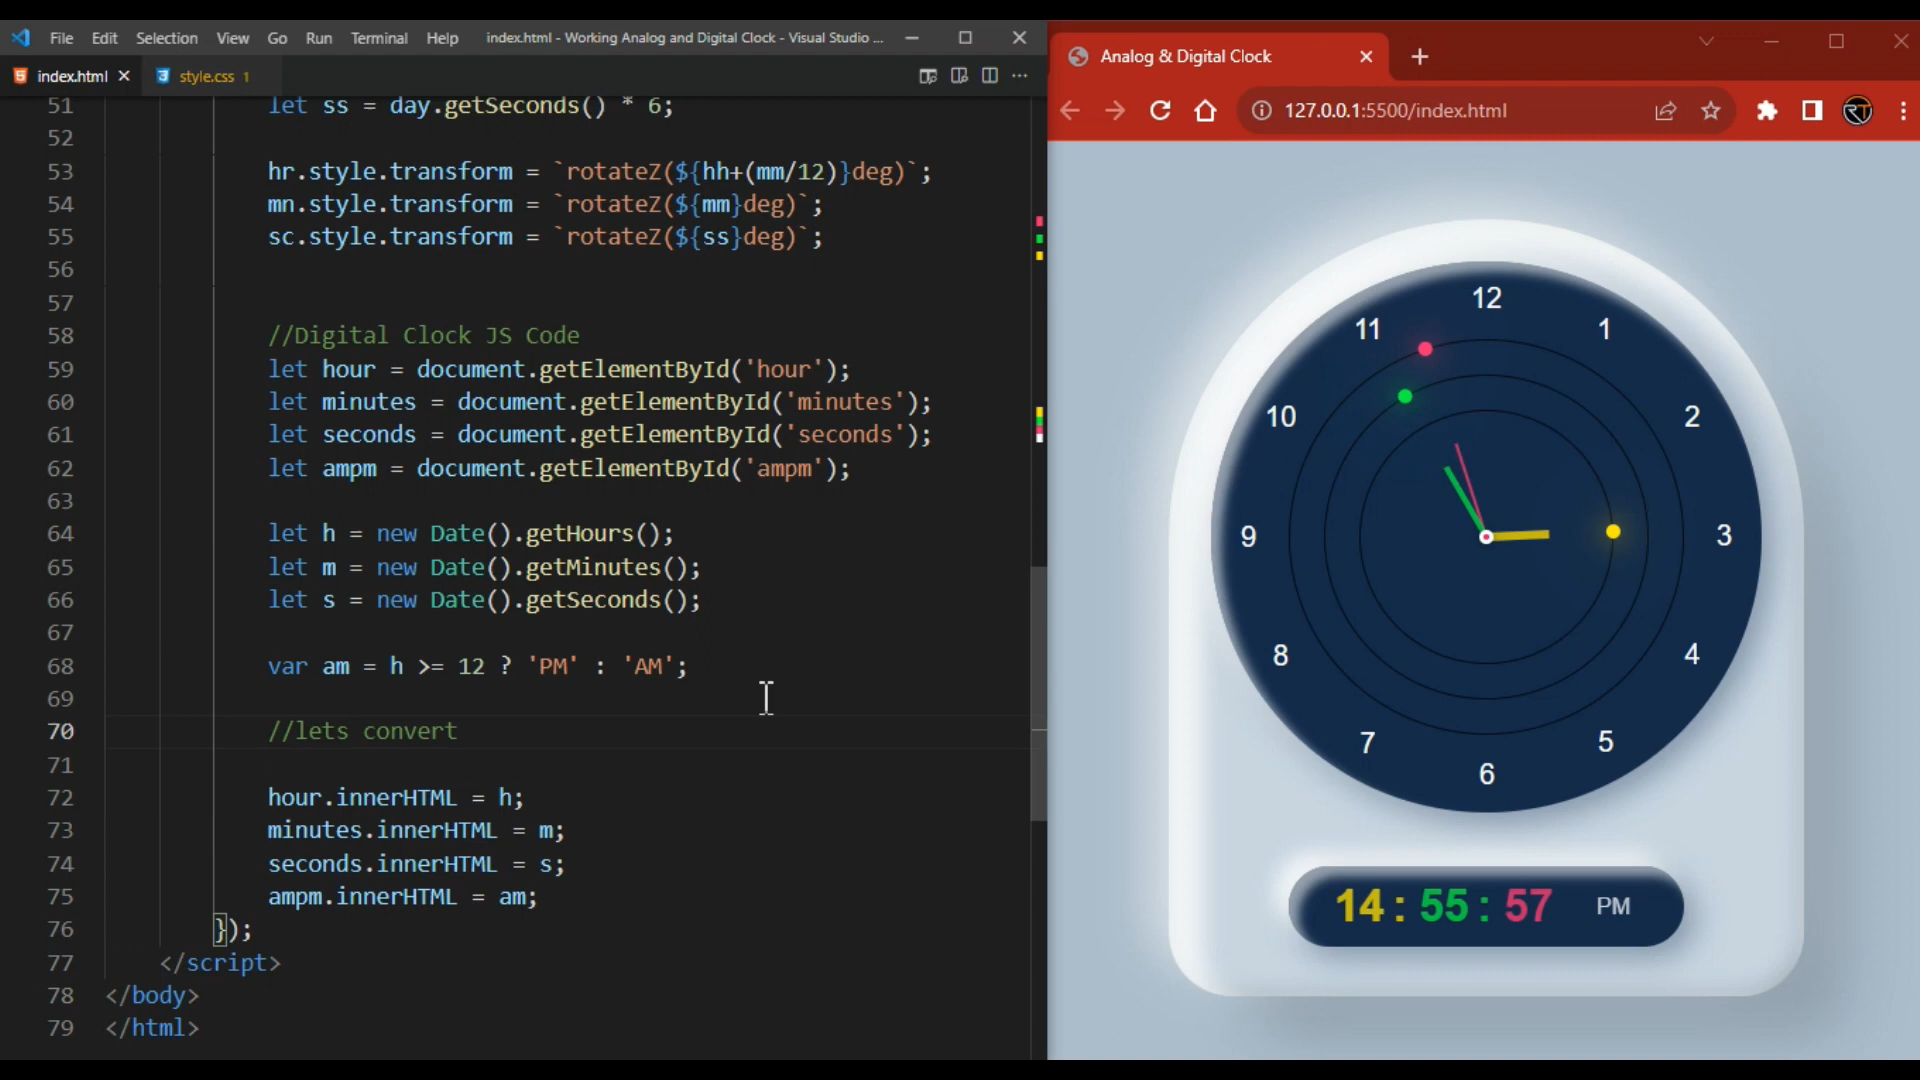 File Edit Selection View Go Run Terminal Help index.html - Working Analog and Digital Clock - Visual Studio ...
index.html style.css 1
51 let ss = day.getSeconds() * 6;
52
53 hr.style.transform = `rotateZ(${hh+(mm/12)}deg)`;
54 mn.style.transform = `rotateZ(${mm}deg)`;
55 sc.style.transform = `rotateZ(${ss}deg)`;
56
57
58 //Digital Clock JS Code
59 let hour = document.getElementById('hour');
60 let minutes = document.getElementById('minutes');
61 let seconds = document.getElementById('seconds');
62 let ampm = document.getElementById('ampm');
63
64 let h = new Date().getHours();
65 let m = new Date().getMinutes();
66 let s = new Date().getSeconds();
67
68 var am = h >= 12 ? 'PM' : 'AM';
69
70 //lets convert
71
72 hour.innerHTML = h;
73 minutes.innerHTML = m;
74 seconds.innerHTML = s;
75 ampm.innerHTML = am;
76 });
77 </script>
78 </body>
79 </html>
Analog & Digital Clock
127.0.0.1:5500/index.html
RT
12
11 1
10 2
9 3
8 4
7 5
6
14 : 55 : 57 PM